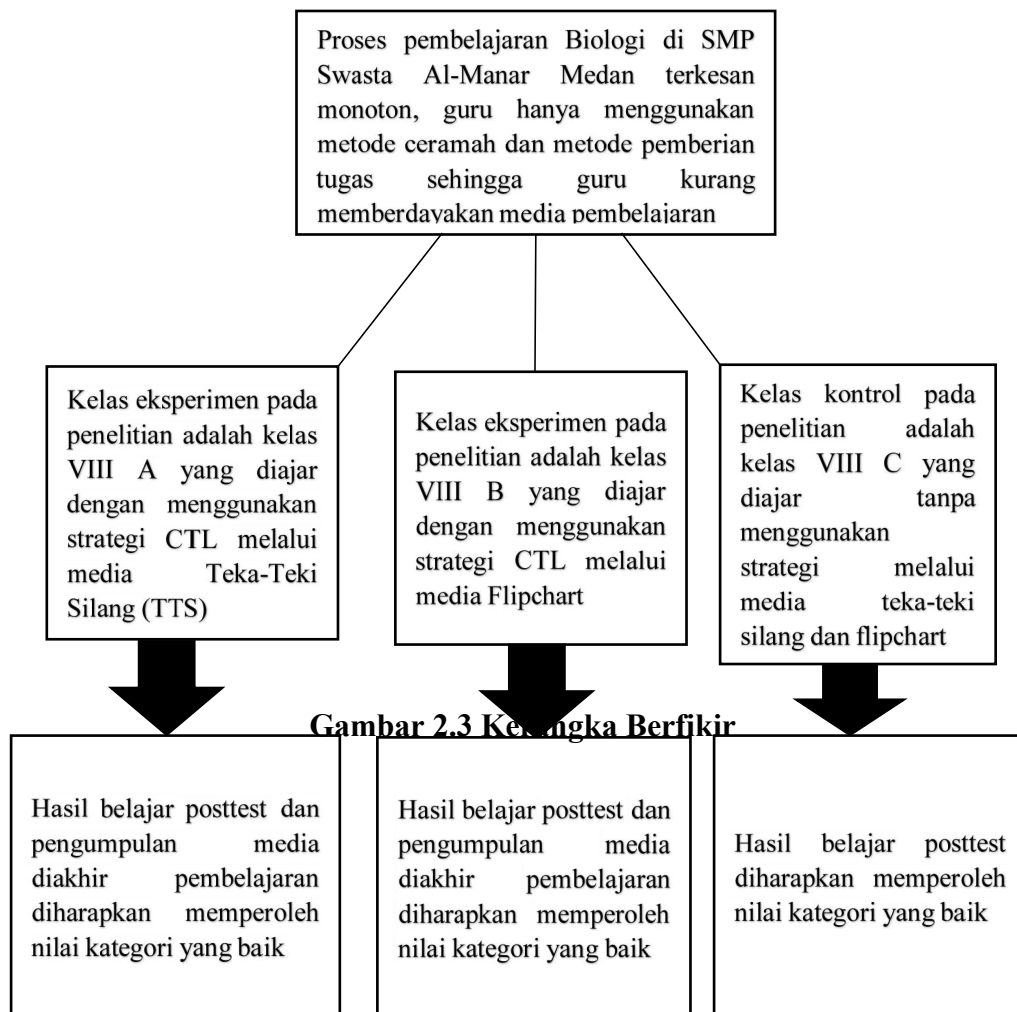 Proses pembelajaran Biologi di SMP
Swasta Al-Manar Medan terkesan
monoton, guru hanya menggunakan
metode ceramah dan metode pemberian
tugas sehingga guru kurang
memberdayakan media pembelajaran
Kelas eksperimen pada
penelitian adalah kelas
VIII A yang diajar
dengan menggunakan
strategi CTL melalui
media Teka-Teki
Silang (TTS)
Kelas eksperimen pada
penelitian adalah kelas
VIII B yang diajar
dengan menggunakan
strategi CTL melalui
media Flipchart
Kelas kontrol pada
penelitian adalah
kelas VIII C yang
diajar tanpa
menggunakan
strategi melalui
media teka-teki
silang dan flipchart
Gambar 2.3 Kerangka Berfikir
Hasil belajar posttest dan
pengumpulan media
diakhir pembelajaran
diharapkan memperoleh
nilai kategori yang baik
Hasil belajar posttest dan
pengumpulan media
diakhir pembelajaran
diharapkan memperoleh
nilai kategori yang baik
Hasil belajar posttest
diharapkan memperoleh
nilai kategori yang baik